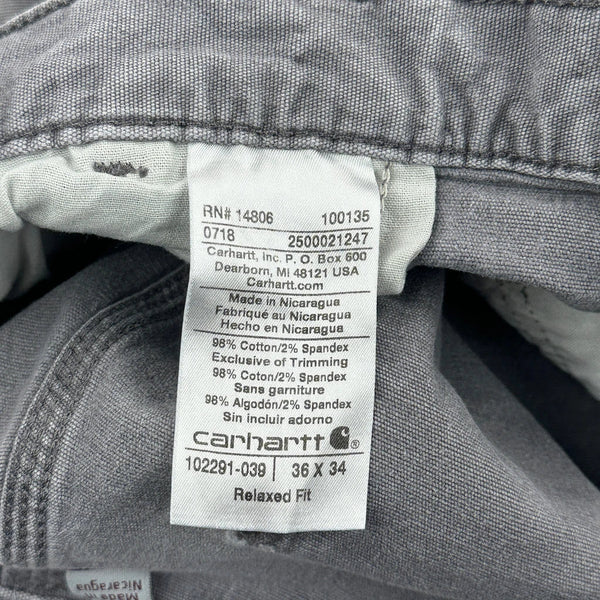 RN# 14806 100135
0718 2500021247
Carhartt, Inc. P.O. Box 600
Dearborn, MI 48121 USA
Carhartt.com
Made in Nicaragua
Fabriqué au Nicaragua
Hecho en Nicaragua
98% Cotton/2% Spandex
Exclusive of Trimming
98% Coton/2% Spandex
Sans garniture
98% Algodón/2% Spandex
Sin incluir adorno
carhartt ®
102291-039 36 X 34
Relaxed Fit
Made
Nicaragua